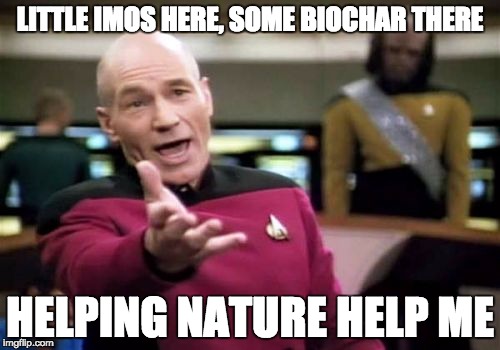 LITTLE IMOS HERE, SOME BIOCHAR THERE
HELPING NATURE HELP ME
imgflip.com